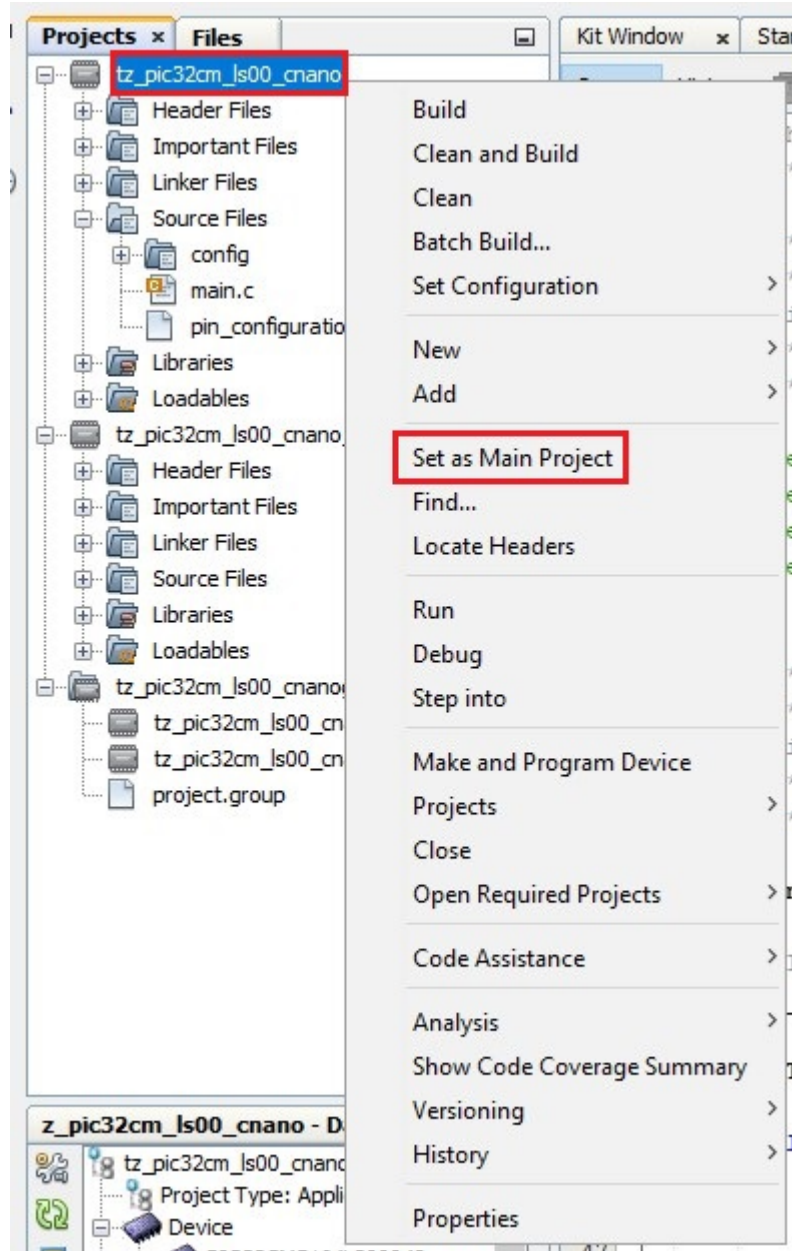 Projects × Files
Kit Window × Star
tz_pic32cm_ls00_cnano
Header Files
Important Files
Linker Files
Source Files
config
main.c
pin_configuratio
Libraries
Loadables
tz_pic32cm_ls00_cnano_
Header Files
Important Files
Linker Files
Source Files
Libraries
Loadables
tz_pic32cm_ls00_cnano
tz_pic32cm_ls00_cn
tz_pic32cm_ls00_cn
project.group
Build
Clean and Build
Clean
Batch Build...
Set Configuration
New
Add
Set as Main Project
Find...
Locate Headers
Run
Debug
Step into
Make and Program Device
Projects
Close
Open Required Projects
Code Assistance
Analysis
Show Code Coverage Summary
Versioning
History
Properties
z_pic32cm_ls00_cnano - D
tz_pic32cm_ls00_cnano
Project Type: Appli
Device